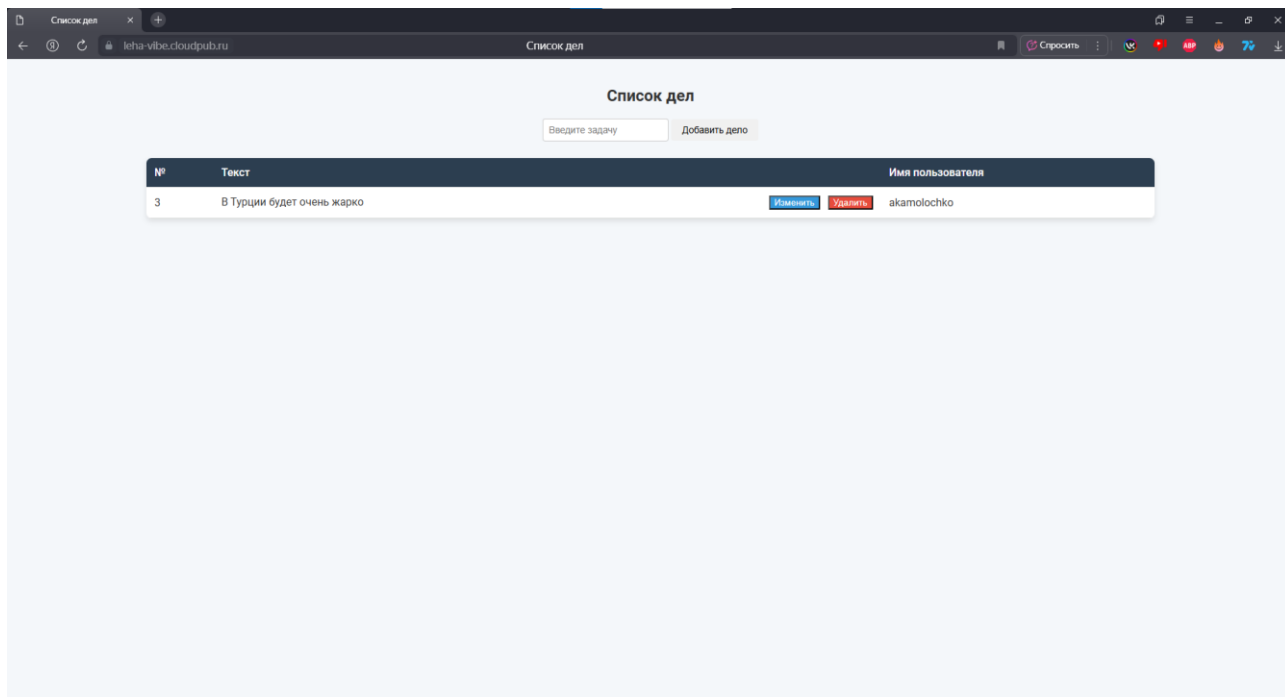 Список дел
leha-vibe.cloudpub.ru Список дел Спросить
Список дел
Введите задачу Добавить дело
№ Текст Имя пользователя
3 В Турции будет очень жарко Изменить Удалить akamolochko